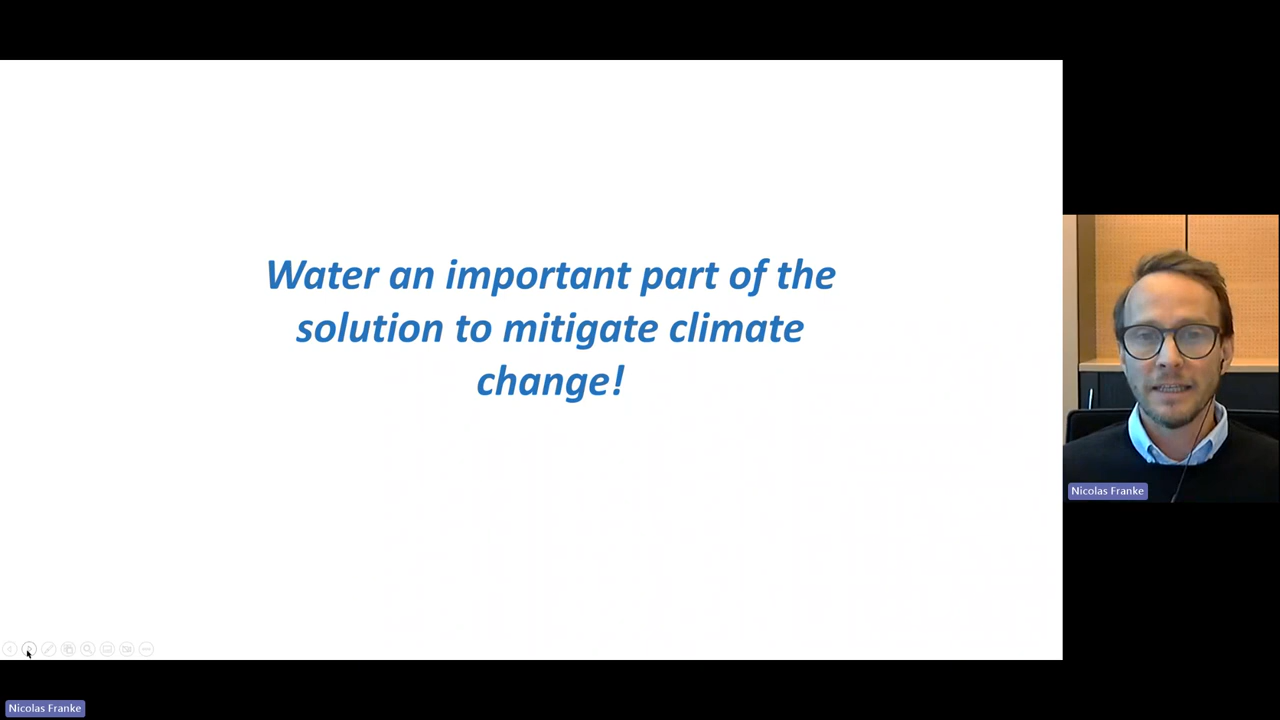 Water an important part of the
solution to mitigate climate
change!
Nicolas Franke
Nicolas Franke